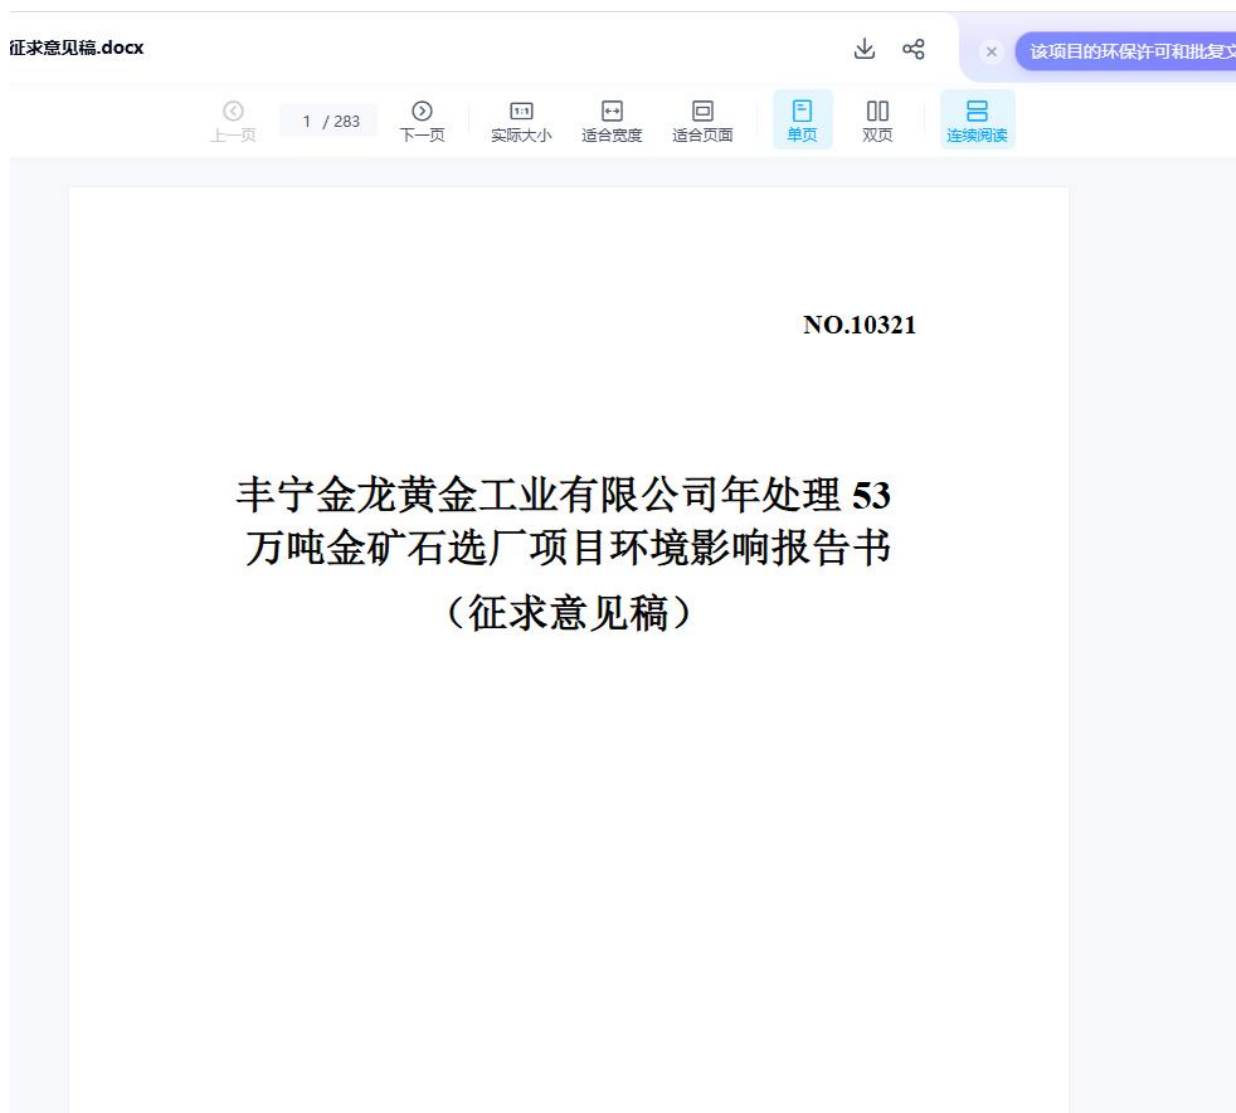 征求意见稿.docx
该项目的环保许可和批复文
上一页
1 / 283
下一页
1:1
实际大小
适合宽度
适合页面
单页
双页
连续阅读
NO.10321
丰宁金龙黄金工业有限公司年处理 53
万吨金矿石选厂项目环境影响报告书
（征求意见稿）